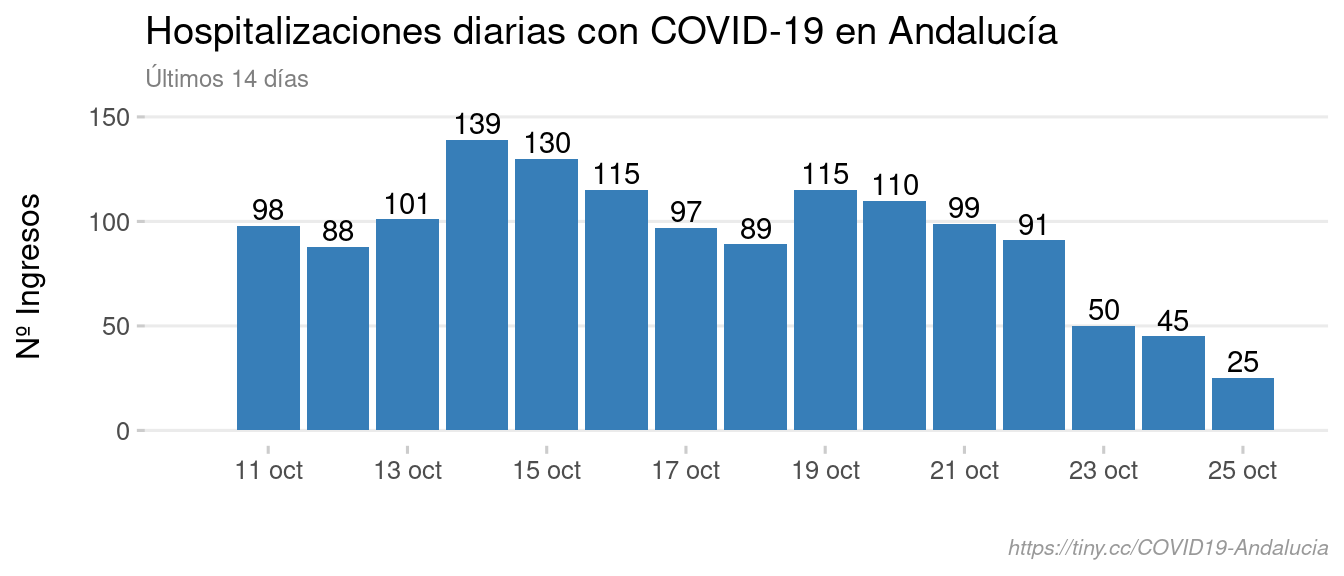 Hospitalizaciones diarias con COVID-19 en Andalucía
Últimos 14 días
Nº Ingresos
150
100
50
0
98
88
101
139
130
115
97
89
115
110
99
91
50
45
25
11 oct
13 oct
15 oct
17 oct
19 oct
21 oct
23 oct
25 oct
https://tiny.cc/COVID19-Andalucia